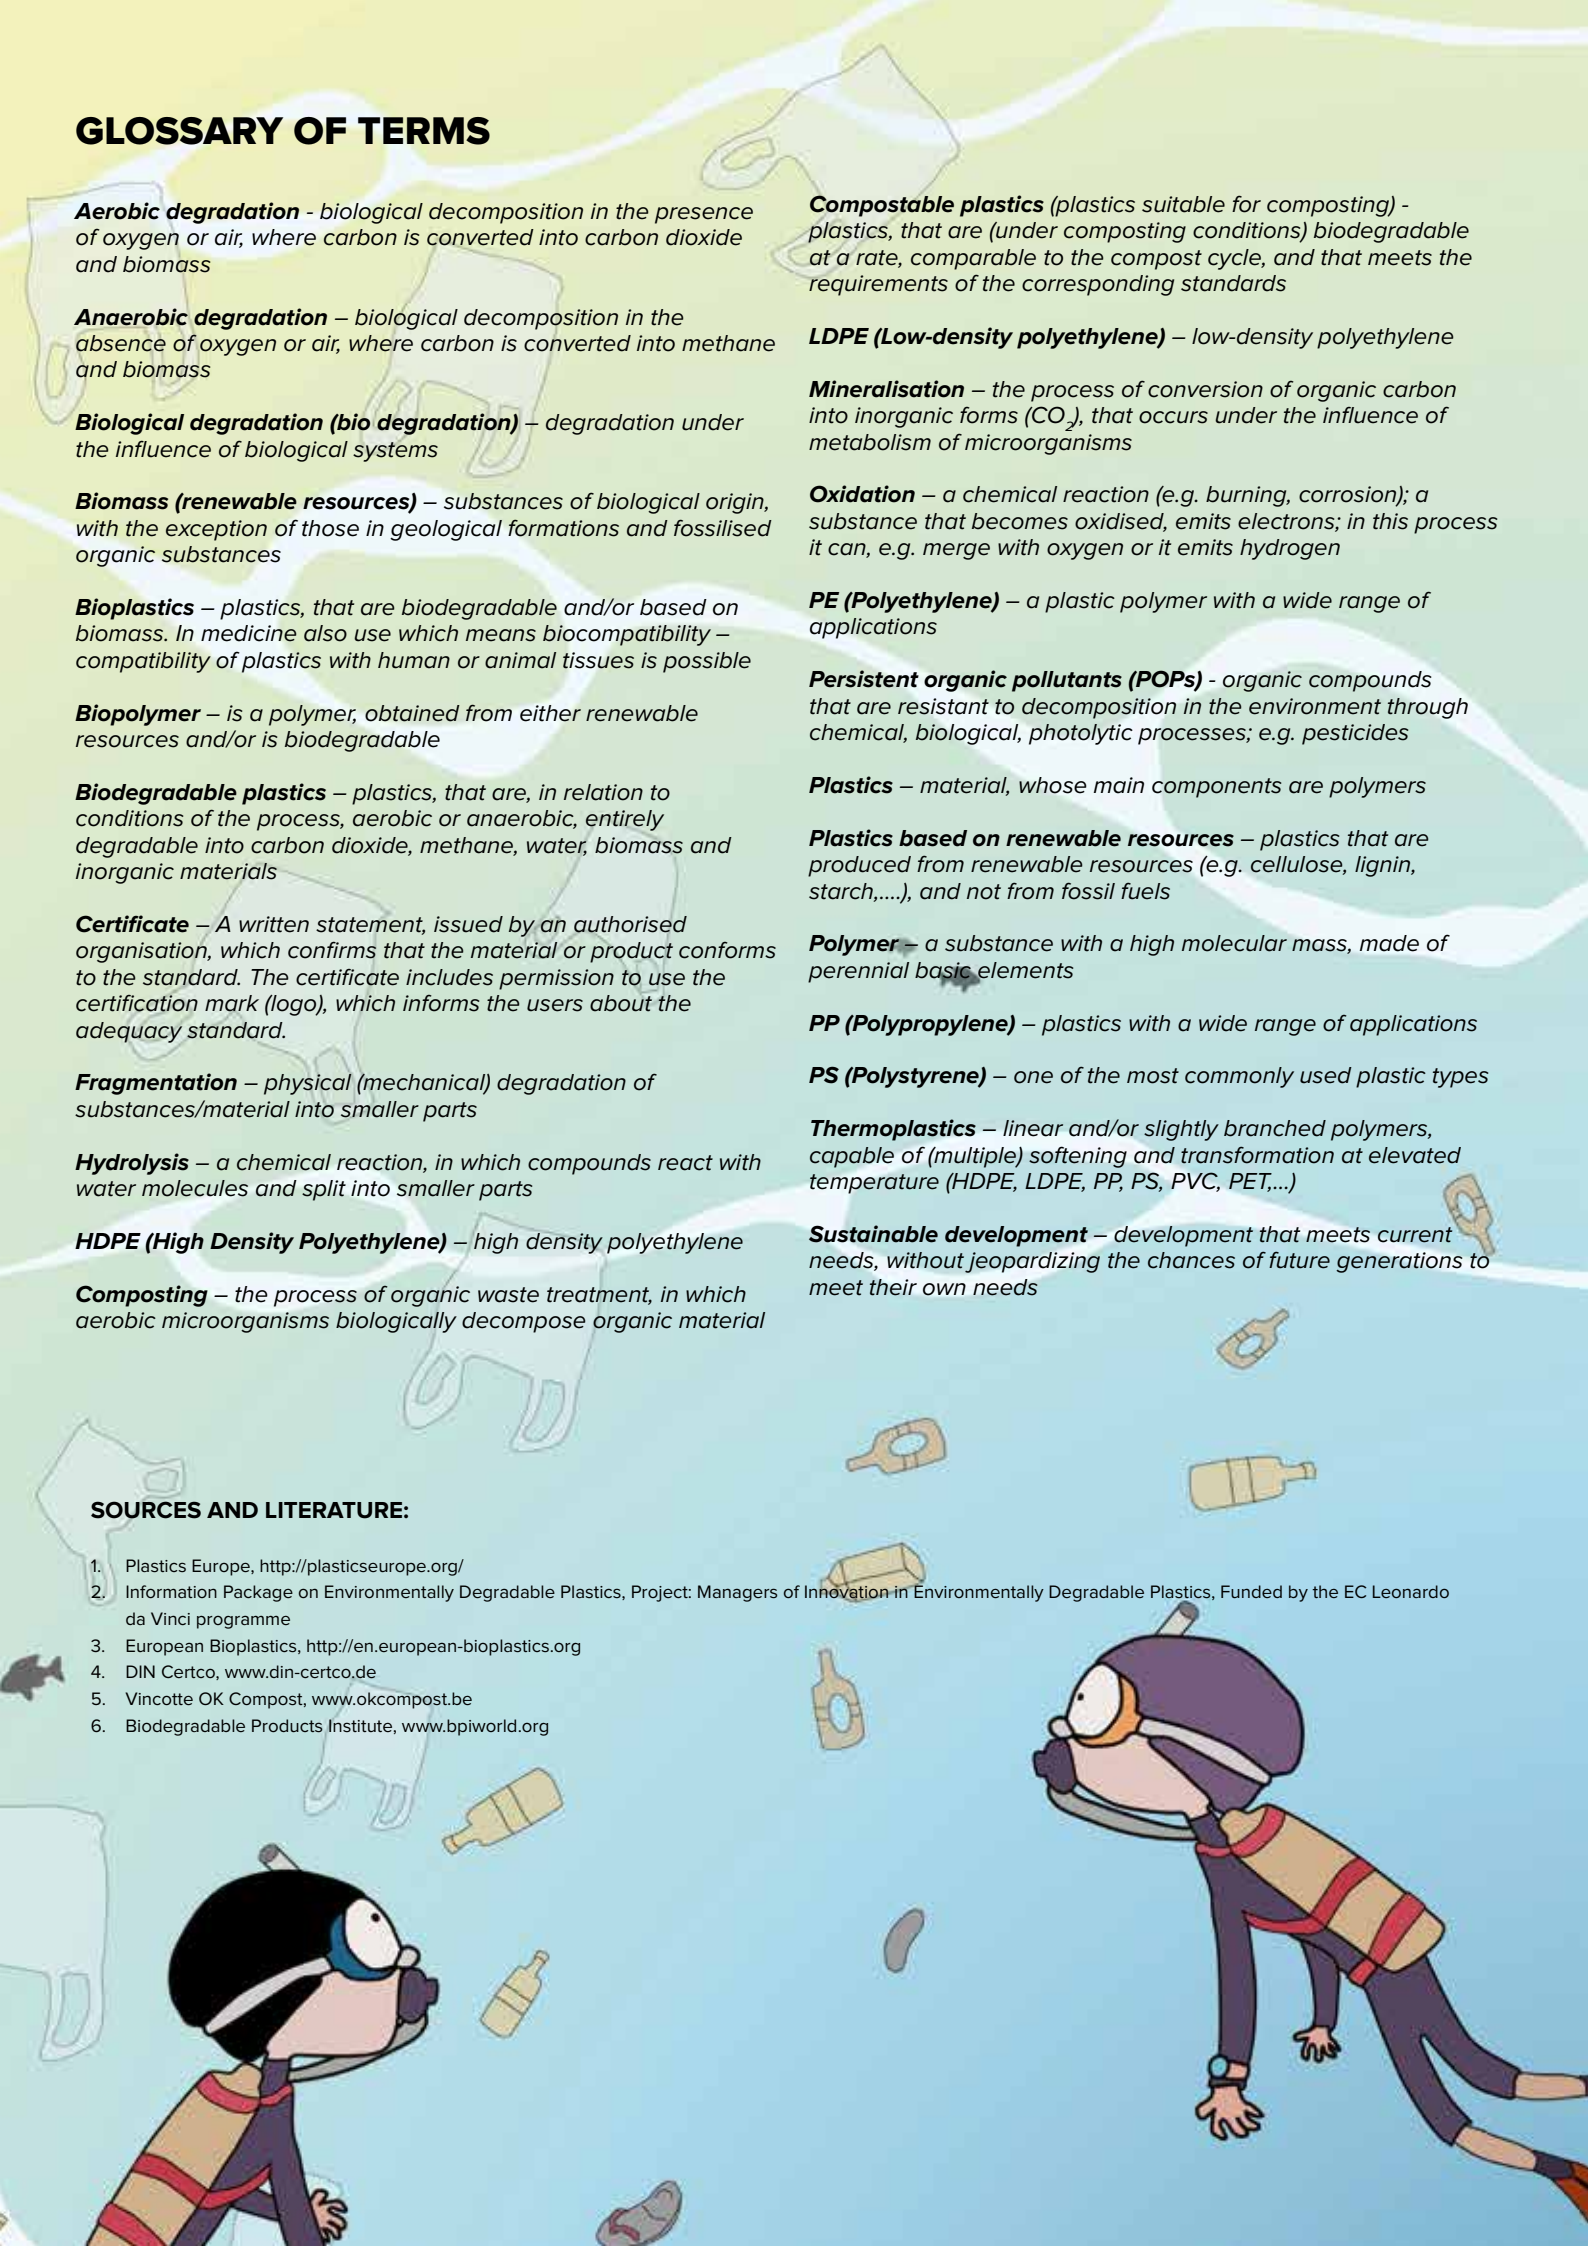 GLOSSARY OF TERMS
Aerobic degradation - biological decomposition in the presence
of oxygen or air, where carbon is converted into carbon dioxide
and biomass
Anaerobic degradation – biological decomposition in the
absence of oxygen or air, where carbon is converted into methane
and biomass
Biological degradation (bio degradation) – degradation under
the influence of biological systems
Biomass (renewable resources) – substances of biological origin,
with the exception of those in geological formations and fossilised
organic substances
Bioplastics – plastics, that are biodegradable and/or based on
biomass. In medicine also use which means biocompatibility –
compatibility of plastics with human or animal tissues is possible
Biopolymer – is a polymer, obtained from either renewable
resources and/or is biodegradable
Biodegradable plastics – plastics, that are, in relation to
conditions of the process, aerobic or anaerobic, entirely
degradable into carbon dioxide, methane, water, biomass and
inorganic materials
Certificate – A written statement, issued by an authorised
organisation, which confirms that the material or product conforms
to the standard. The certificate includes permission to use the
certification mark (logo), which informs the users about the
adequacy standard.
Fragmentation – physical (mechanical) degradation of
substances/material into smaller parts
Hydrolysis – a chemical reaction, in which compounds react with
water molecules and split into smaller parts
HDPE (High Density Polyethylene) – high density polyethylene
Composting – the process of organic waste treatment, in which
aerobic microorganisms biologically decompose organic material
Compostable plastics (plastics suitable for composting) -
plastics, that are (under composting conditions) biodegradable
at a rate, comparable to the compost cycle, and that meets the
requirements of the corresponding standards
LDPE (Low-density polyethylene) – low-density polyethylene
Mineralisation – the process of conversion of organic carbon
into inorganic forms (CO2), that occurs under the influence of
metabolism of microorganisms
Oxidation – a chemical reaction (e.g. burning, corrosion); a
substance that becomes oxidised, emits electrons; in this process
it can, e.g. merge with oxygen or it emits hydrogen
PE (Polyethylene) – a plastic polymer with a wide range of
applications
Persistent organic pollutants (POPs) - organic compounds
that are resistant to decomposition in the environment through
chemical, biological, photolytic processes; e.g. pesticides
Plastics – material, whose main components are polymers
Plastics based on renewable resources – plastics that are
produced from renewable resources (e.g. cellulose, lignin,
starch,....), and not from fossil fuels
Polymer – a substance with a high molecular mass, made of
perennial basic elements
PP (Polypropylene) – plastics with a wide range of applications
PS (Polystyrene) – one of the most commonly used plastic types
Thermoplastics – linear and/or slightly branched polymers,
capable of (multiple) softening and transformation at elevated
temperature (HDPE, LDPE, PP, PS, PVC, PET,...)
Sustainable development – development that meets current
needs, without jeopardizing the chances of future generations to
meet their own needs
SOURCES AND LITERATURE:
1. Plastics Europe, http://plasticseurope.org/
2. Information Package on Environmentally Degradable Plastics, Project: Managers of Innovation in Environmentally Degradable Plastics, Funded by the EC Leonardo
da Vinci programme
3. European Bioplastics, http://en.european-bioplastics.org
4. DIN Certco, www.din-certco.de
5. Vincotte OK Compost, www.okcompost.be
6. Biodegradable Products Institute, www.bpiworld.org